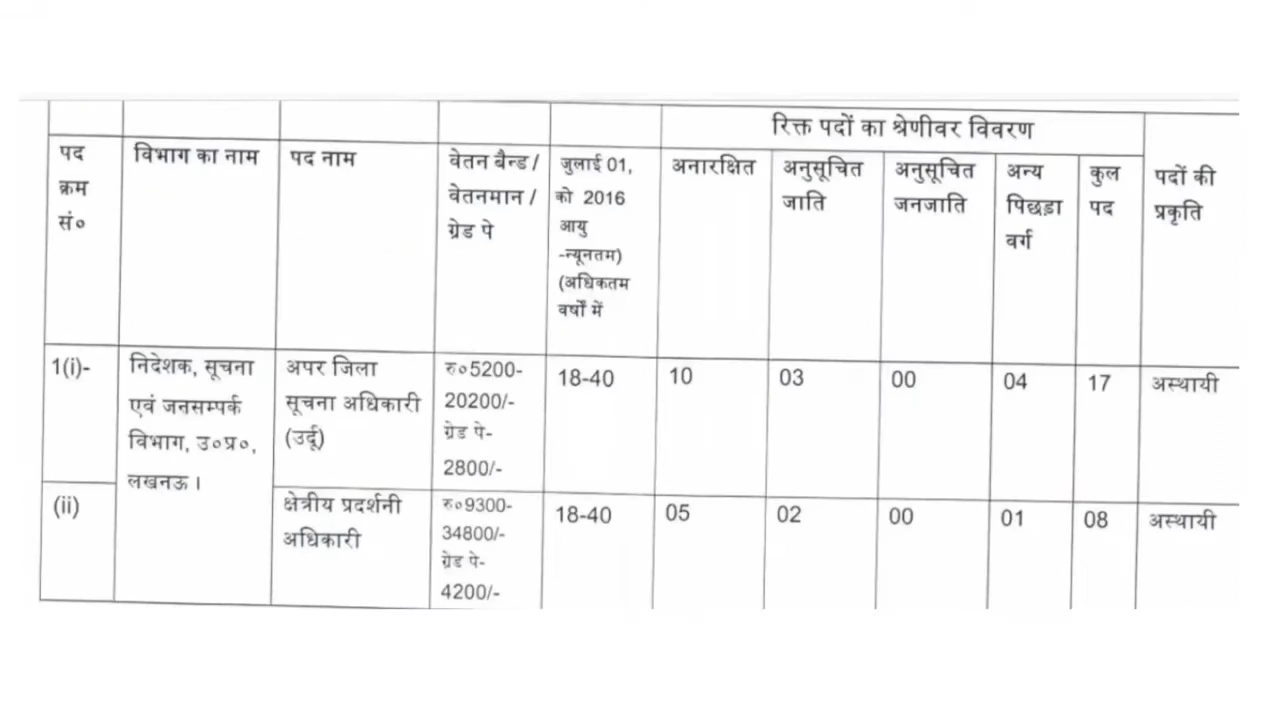 रिक्त पदों का श्रेणीवर विवरण
पद क्रम सं०
विभाग का नाम
पद नाम
वेतन बैन्ड / वेतनमान / ग्रेड पे
जुलाई 01, को 2016 आयु -न्यूनतम) (अधिकतम वर्षों में
अनारक्षित
अनुसूचित जाति
अनुसूचित जनजाति
अन्य पिछड़ा वर्ग
कुल पद
पदों की प्रकृति
1(i)-
निदेशक, सूचना
एवं जनसम्पर्क
विभाग, उ०प्र०,
लखनऊ ।
अपर जिला
सूचना अधिकारी
(उर्दू)
रु०5200-
20200/-
ग्रेड पे-
2800/-
18-40
10
03
00
04
17
अस्थायी
(ii)
क्षेत्रीय प्रदर्शनी
अधिकारी
रु०9300-
34800/-
ग्रेड पे-
4200/-
18-40
05
02
00
01
08
अस्थायी